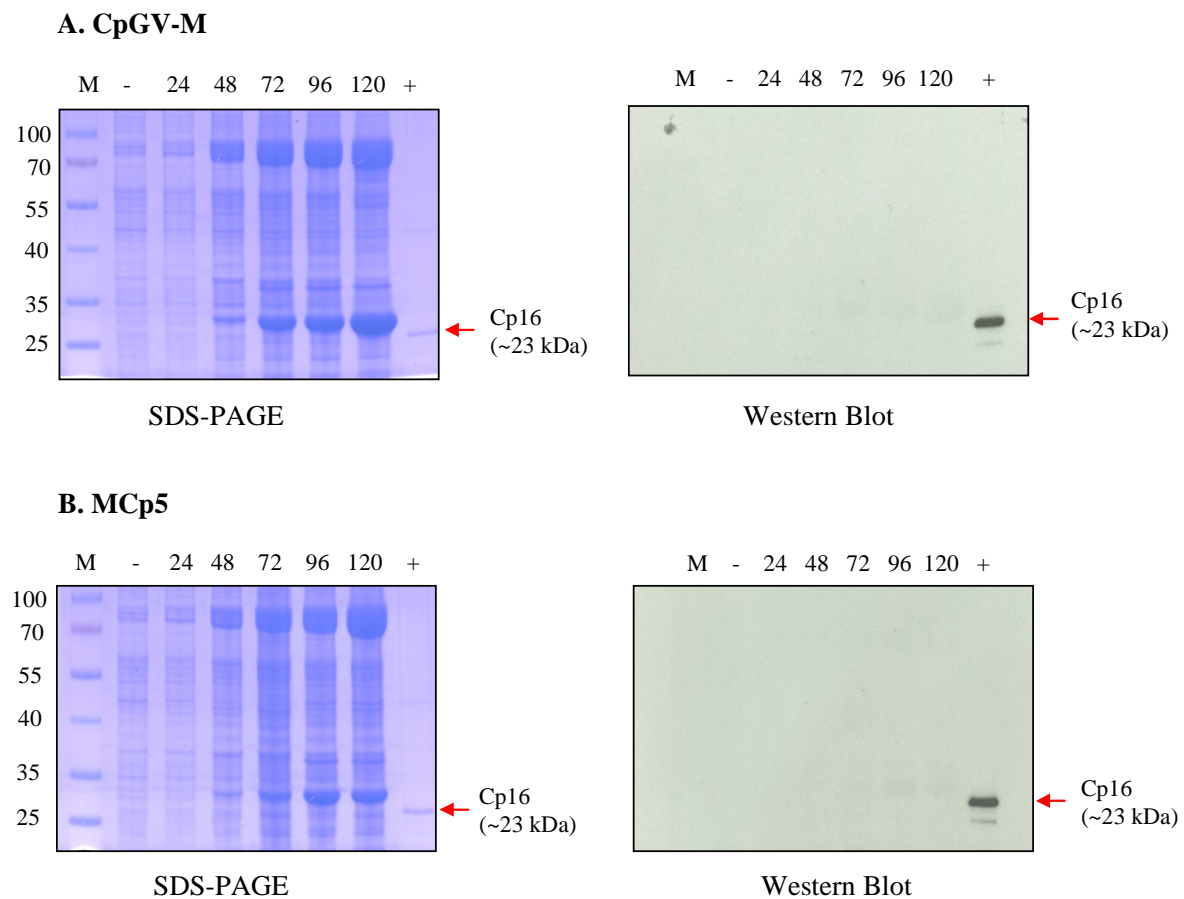 A. CpGV-M
M - 24 48 72 96 120 +
100
70
55
40
35
25
Cp16
(~23 kDa)
SDS-PAGE
M - 24 48 72 96 120 +
Cp16
(~23 kDa)
Western Blot
B. MCp5
M - 24 48 72 96 120 +
100
70
55
40
35
25
Cp16
(~23 kDa)
SDS-PAGE
M - 24 48 72 96 120 +
Cp16
(~23 kDa)
Western Blot